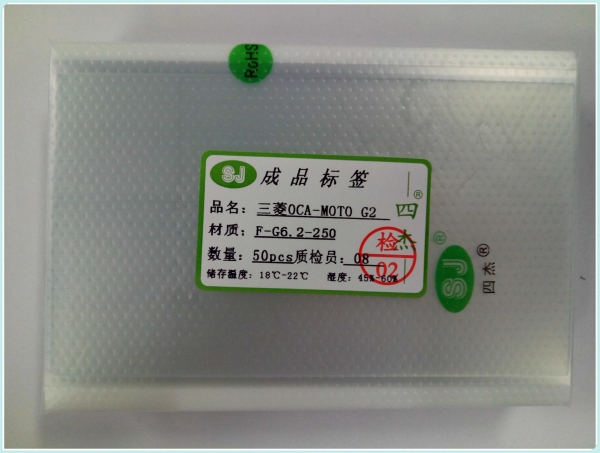 RoHS
SJ 成品标签
品名: 三菱OCA-MOTO G2
材质: F-G6.2-250
数量: 50pcs质检员: 08
储存温度: 18℃-22℃ 湿度: 45%-60%
四杰®
检
02
SJ
四杰®